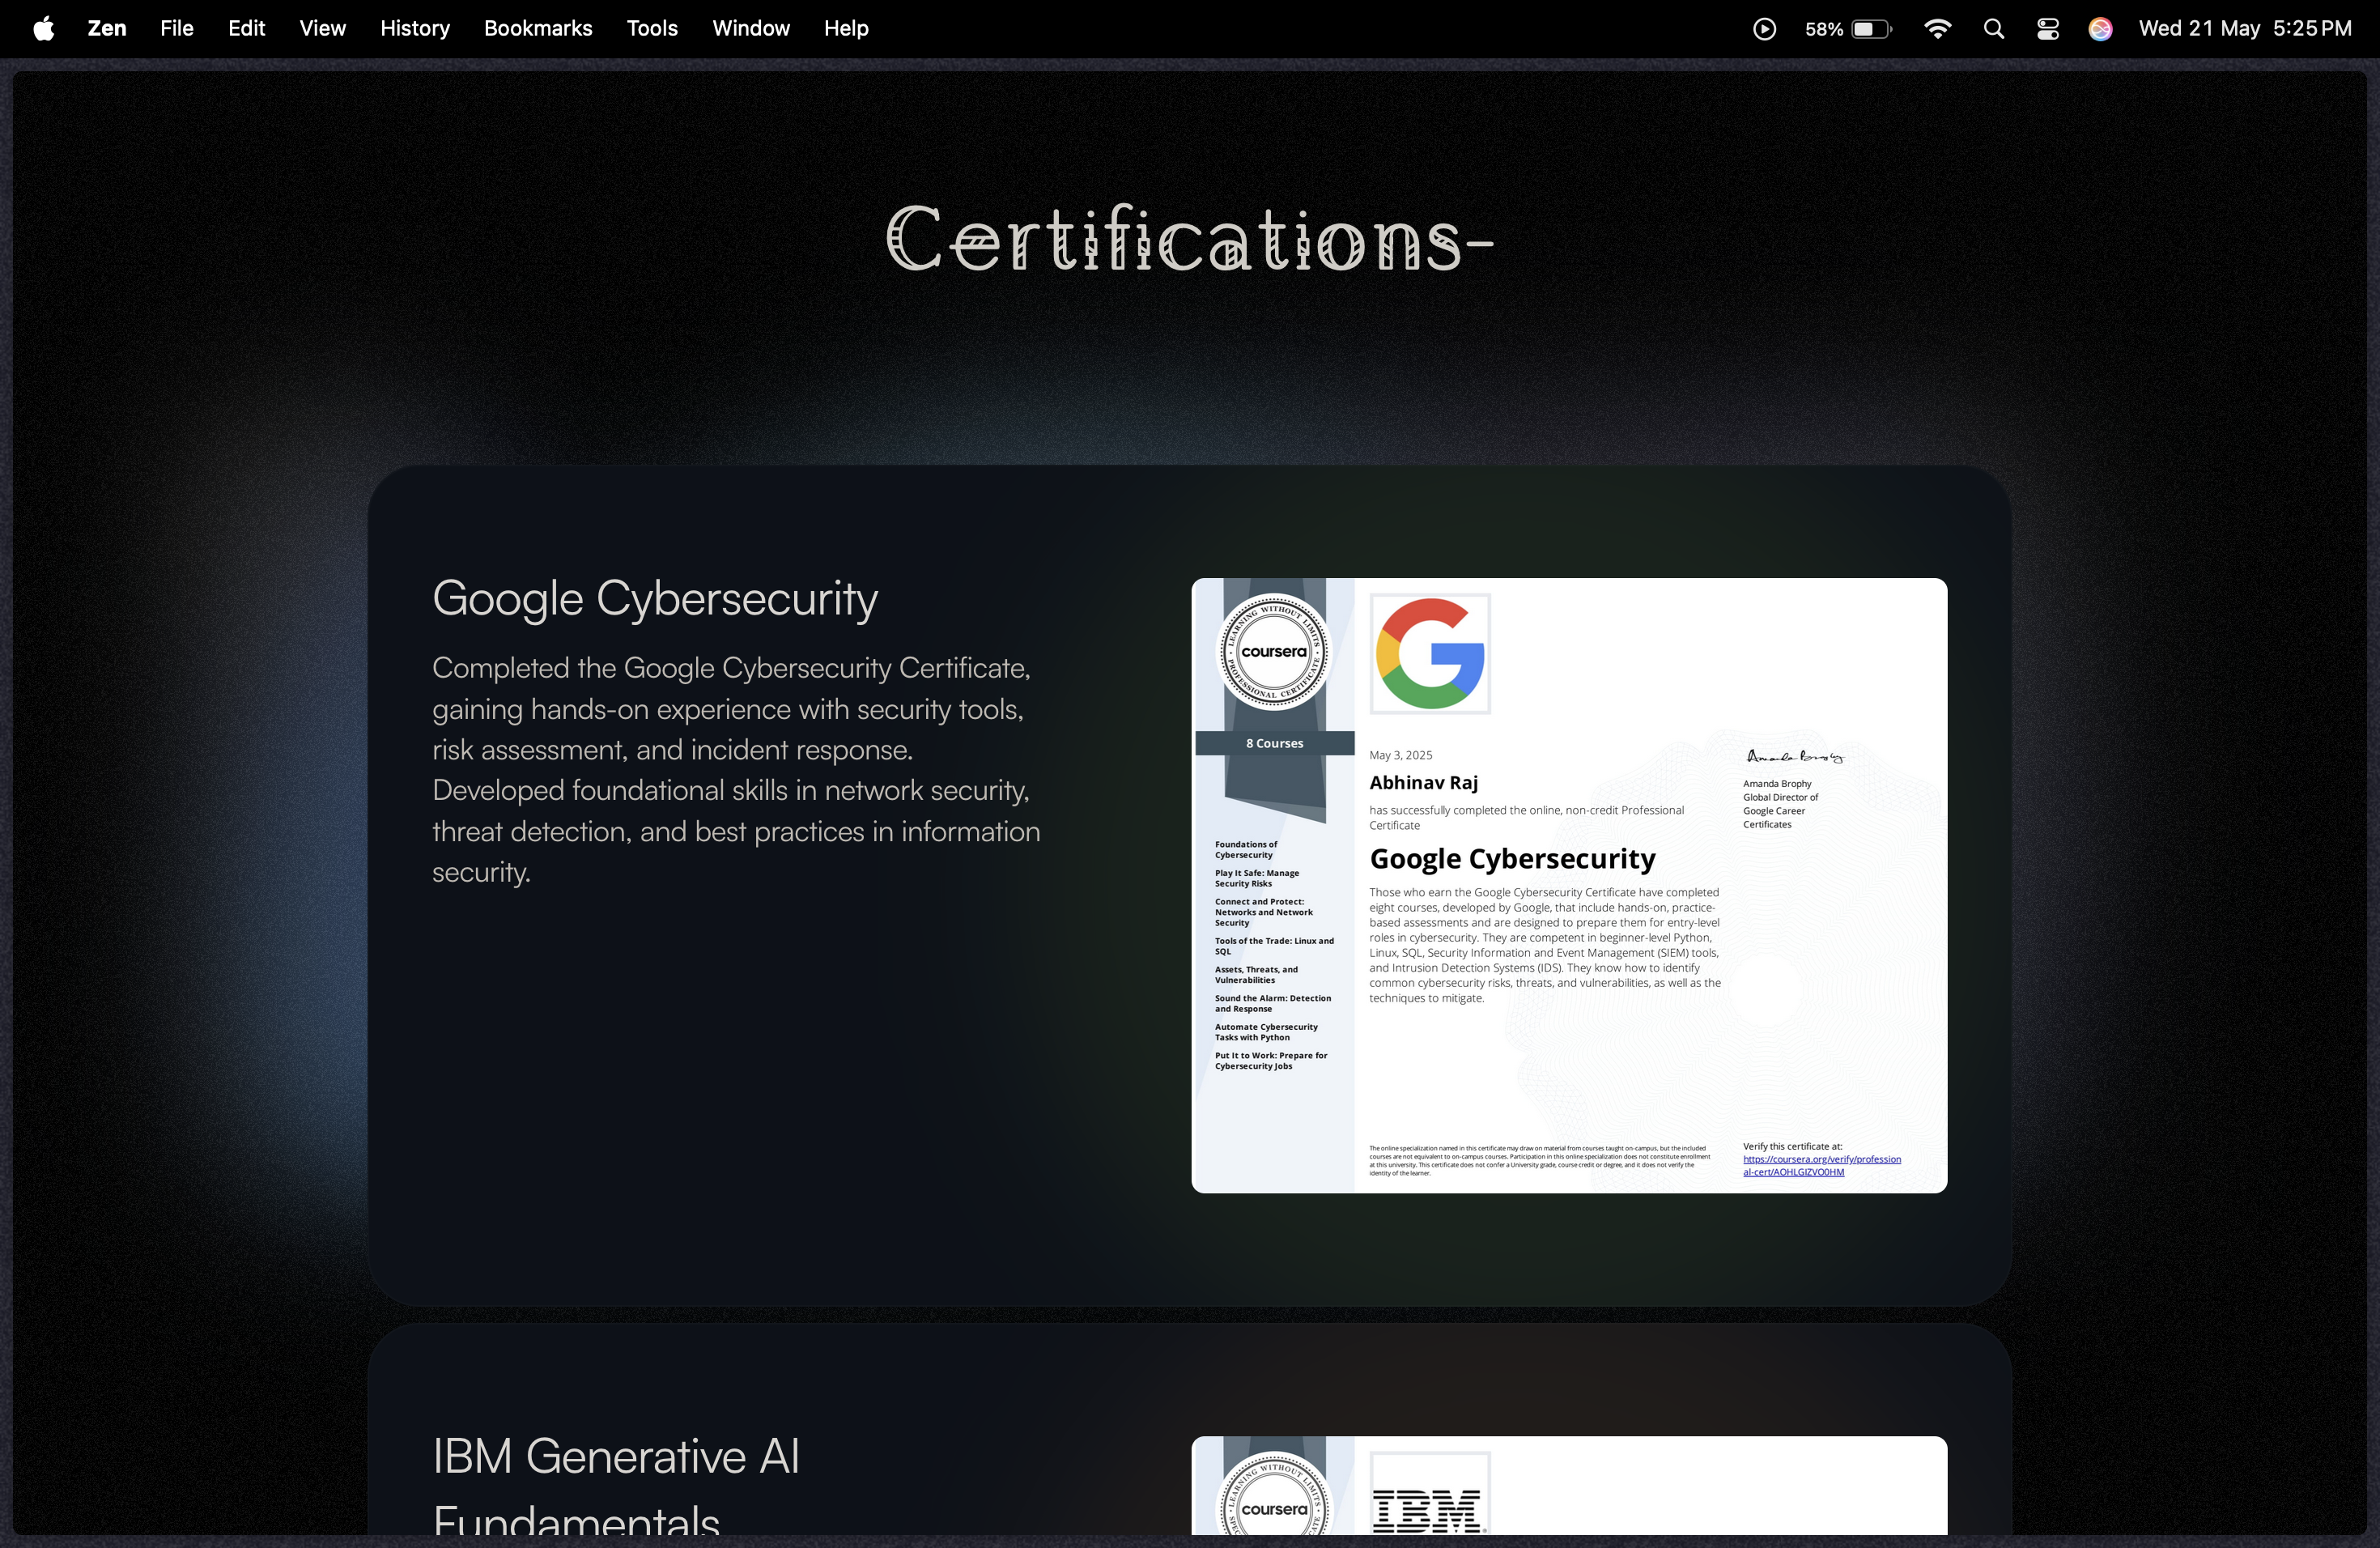 Zen File Edit View History Bookmarks Tools Window Help 58% Wed 21 May 5:25 PM
Certifications-
Google Cybersecurity
Completed the Google Cybersecurity Certificate,
gaining hands-on experience with security tools,
risk assessment, and incident response.
Developed foundational skills in network security,
threat detection, and best practices in information
security.
LEARNING WITHOUT LIMITS
coursera
PROFESSIONAL CERTIFICATE
8 Courses
Foundations of
Cybersecurity
Play It Safe: Manage
Security Risks
Connect and Protect:
Networks and Network
Security
Tools of the Trade: Linux and
SQL
Assets, Threats, and
Vulnerabilities
Sound the Alarm: Detection
and Response
Automate Cybersecurity
Tasks with Python
Put It to Work: Prepare for
Cybersecurity Jobs
G
May 3, 2025
Abhinav Raj
has successfully completed the online, non-credit Professional
Certificate
Google Cybersecurity
Those who earn the Google Cybersecurity Certificate have completed
eight courses, developed by Google, that include hands-on, practice-
based assessments and are designed to prepare them for entry-level
roles in cybersecurity. They are competent in beginner-level Python,
Linux, SQL, Security Information and Event Management (SIEM) tools,
and Intrusion Detection Systems (IDS). They know how to identify
common cybersecurity risks, threats, and vulnerabilities, as well as the
techniques to mitigate.
Amanda Brophy
Amanda Brophy
Global Director of
Google Career
Certificates
The online specialization named in this certificate may draw on material from courses taught on-campus, but the included
courses are not equivalent to on-campus courses. Participation in this online specialization does not constitute enrollment
at this university. This certificate does not confer a University grade, course credit or degree, and it does not verify the
identity of the learner.
Verify this certificate at:
https://coursera.org/verify/profession
al-cert/AOHLGIZVO0HM
IBM Generative AI
Fundamentals
LEARNING WITHOUT LIMITS
coursera
IBM